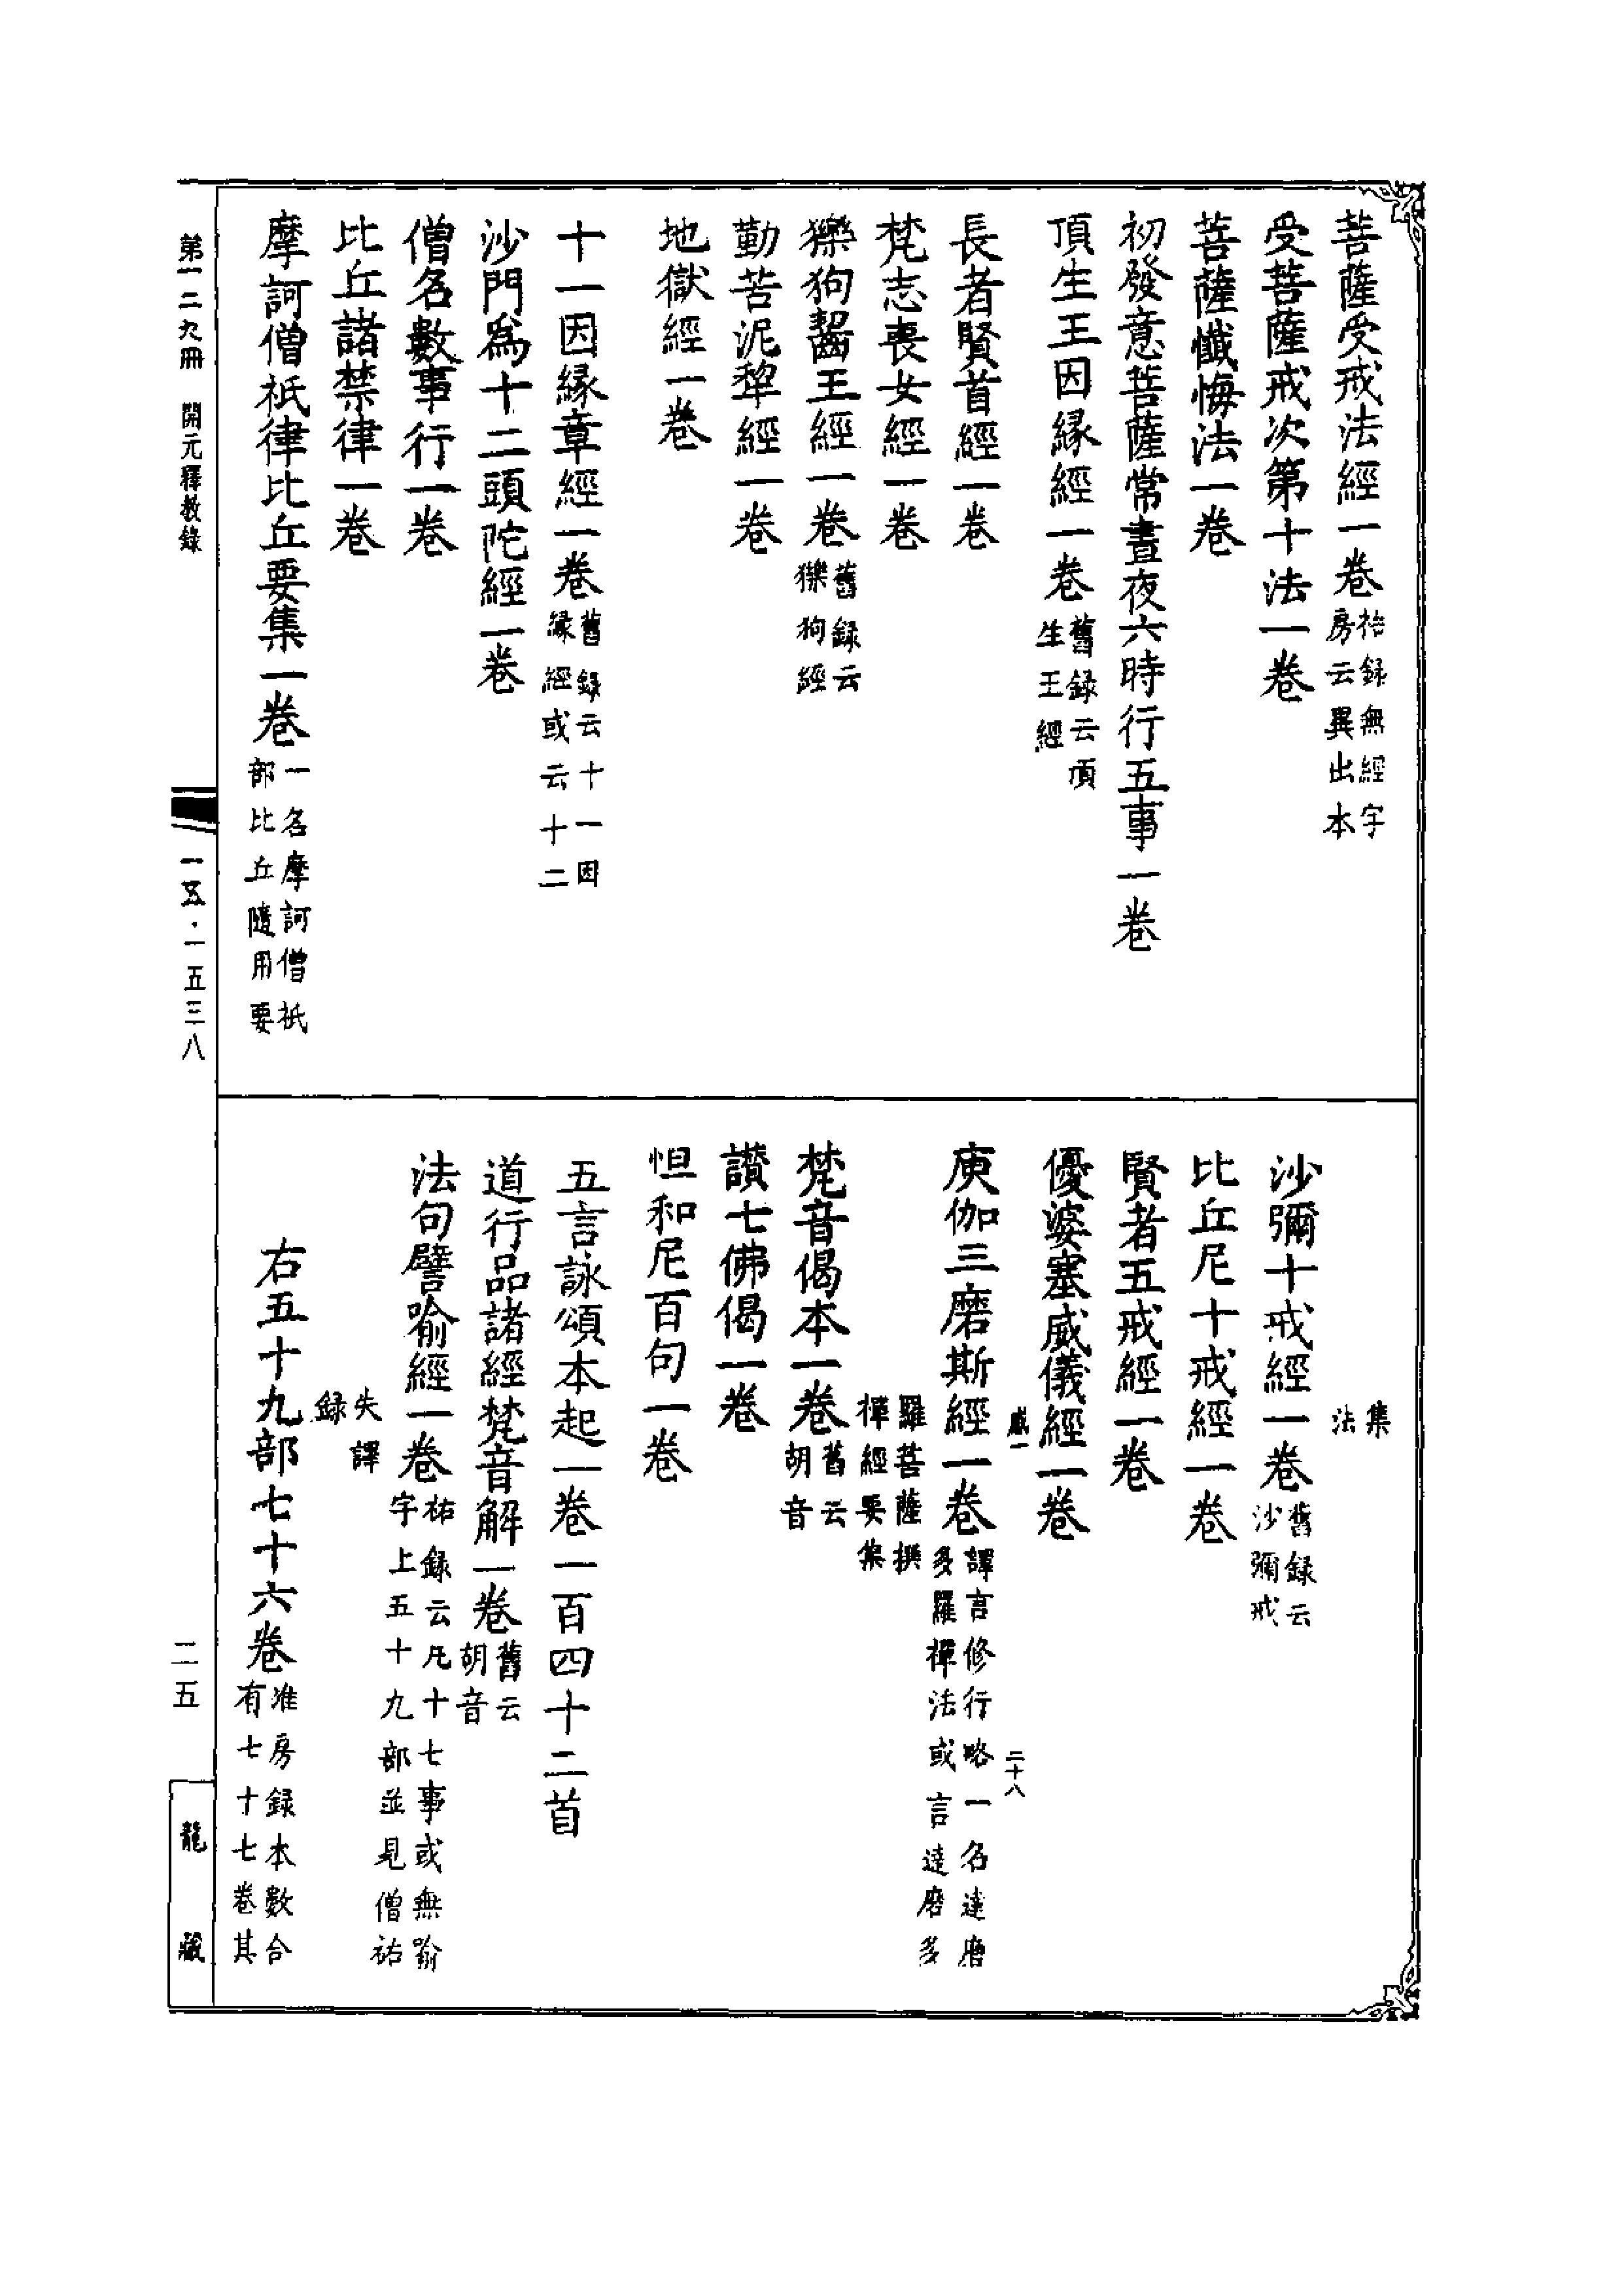 菩薩受戒法經一卷祐録無經字房云異出本
受菩薩戒次第十法一卷
菩薩懺悔法一卷
初發意菩薩常晝夜六時行五事一卷
頂生王因緣經一卷舊録云頂生王經
長者賢首經一卷
梵志喪女經一卷
獵狗齧王經一卷舊録云獵狗經
勤苦泥犂經一卷
地獄經一卷
十一因緣章經一卷舊録云十一因緣經或云十二
沙門為十二頭陀經一卷
僧名數事行一卷
比丘諸禁律一卷
摩訶僧祇律比丘要集一卷一名摩訶僧祇部比丘隨用要
集法
沙彌十戒經一卷舊録云沙彌戒
比丘尼十戒經一卷
賢者五戒經一卷
優婆塞威儀經一卷
二十八
庾伽三磨斯經一卷譯言修行略一名達磨多羅禪法或言達磨多
羅菩薩撰禪經要集
梵音偈本一卷舊云胡音
讃七佛偈一卷
怛和尼百句一卷
五言詠頌本起一卷一百四十二首
道行品諸經梵音解一卷舊云胡音
法句譬喻經一卷祐録云凡十七事或無喻字上五十九部並見僧祐
失譯録
右五十九部七十六卷准房録本數合有七十七卷其
第一二九冊 開元釋教錄
一五·一五三八
二五
龍藏